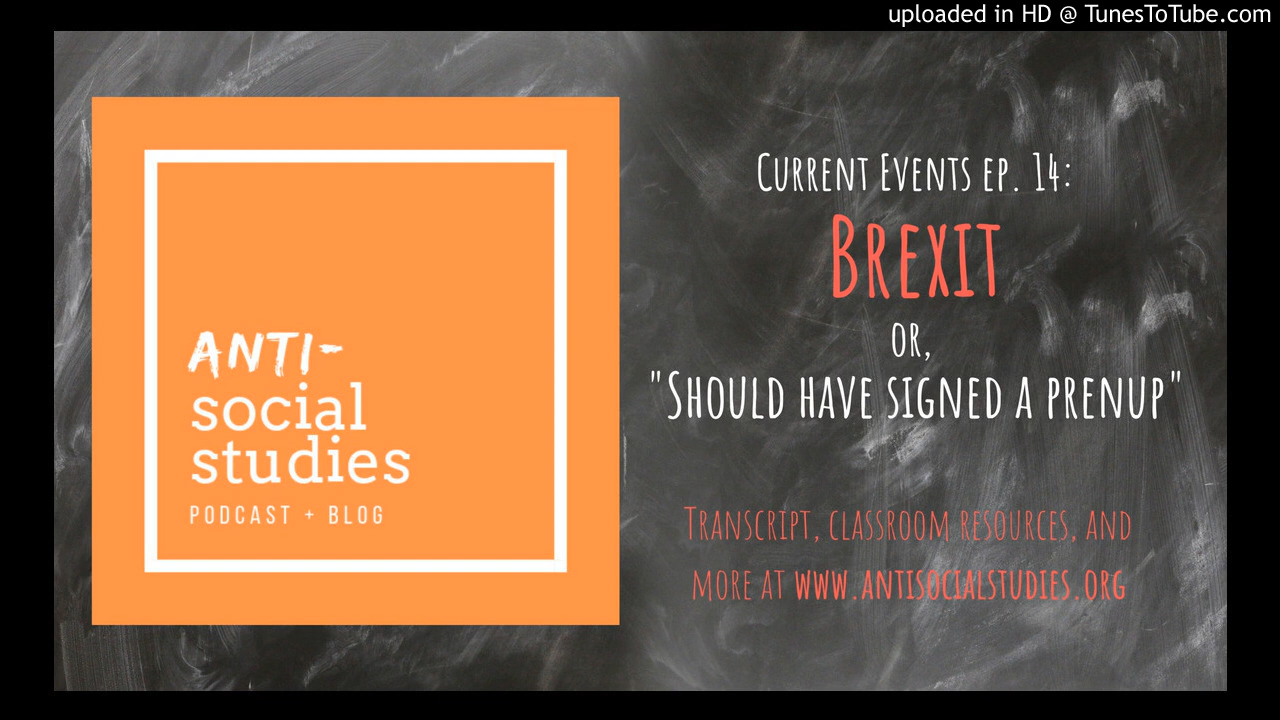 uploaded in HD @ TunesToTube.com
ANTI-
social
studies
PODCAST + BLOG
CURRENT EVENTS EP. 14:
BREXIT
OR,
"SHOULD HAVE SIGNED A PRENUP"
TRANSCRIPT, CLASSROOM RESOURCES, AND
MORE AT WWW.ANTISOCIALSTUDIES.ORG